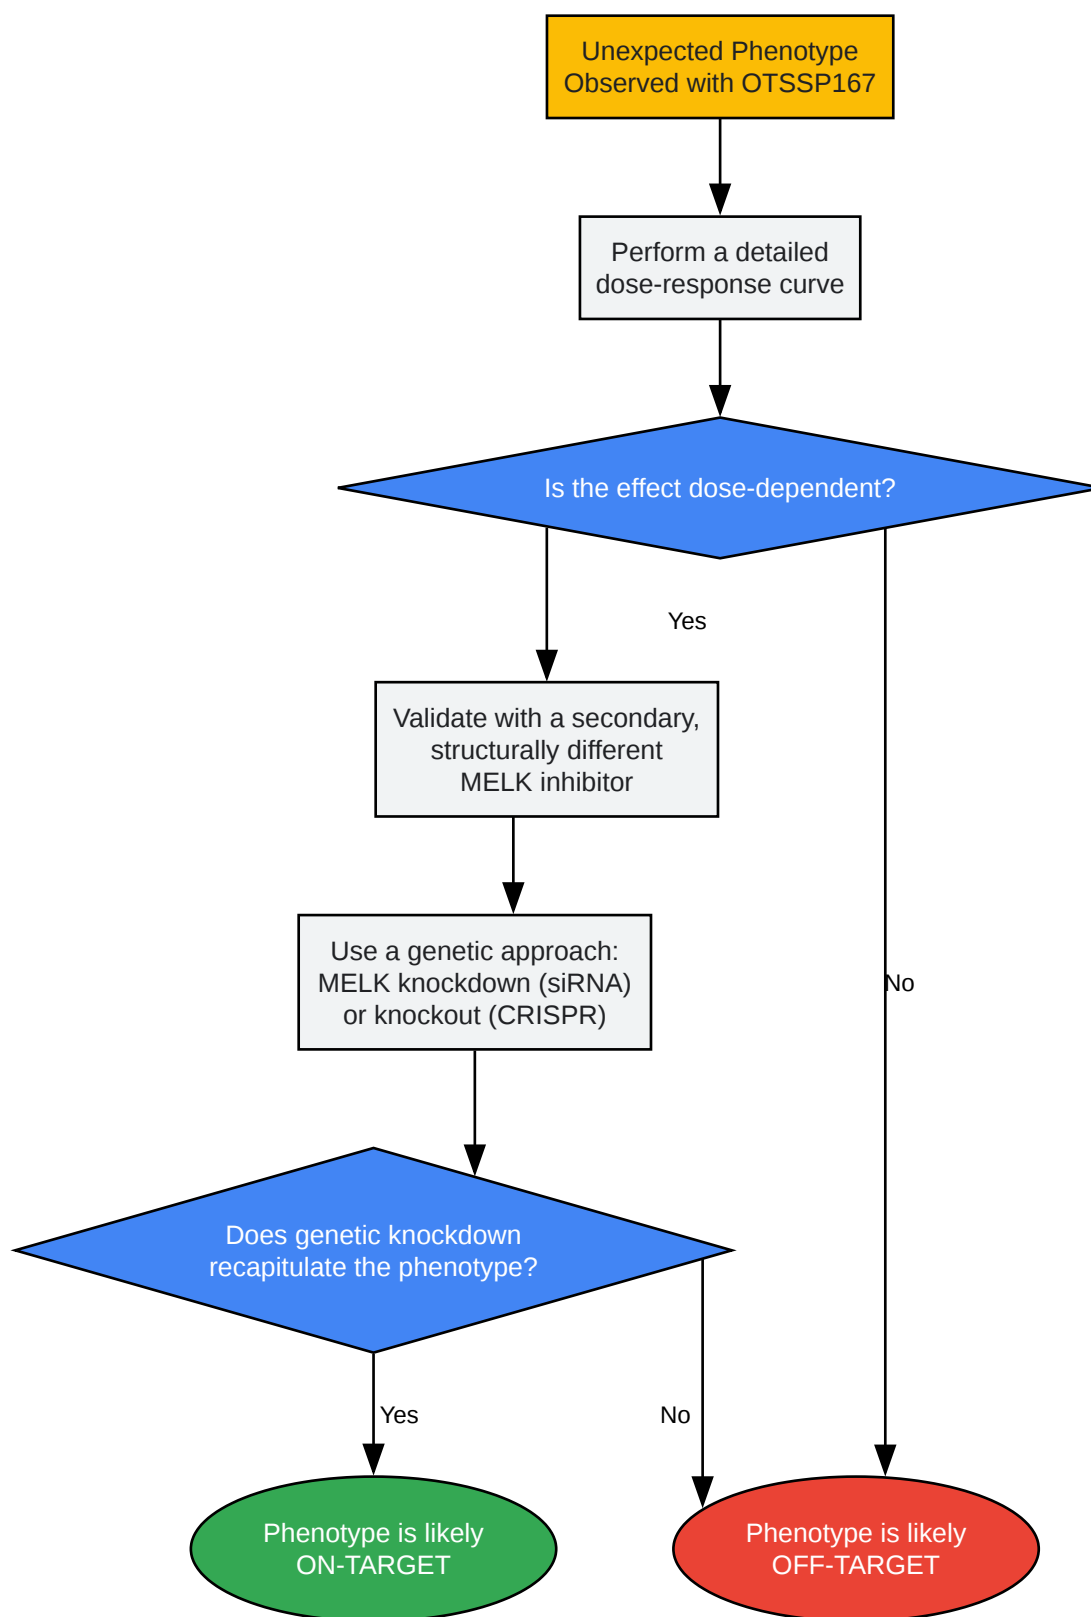 Unexpected Phenotype
Observed with OTSSP167
Perform a detailed
dose-response curve
Is the effect dose-dependent?
Yes
Validate with a secondary,
structurally different
MELK inhibitor
Use a genetic approach:
MELK knockdown (siRNA)
or knockout (CRISPR)
No
Does genetic knockdown
recapitulate the phenotype?
Yes
No
Phenotype is likely
ON-TARGET
Phenotype is likely
OFF-TARGET